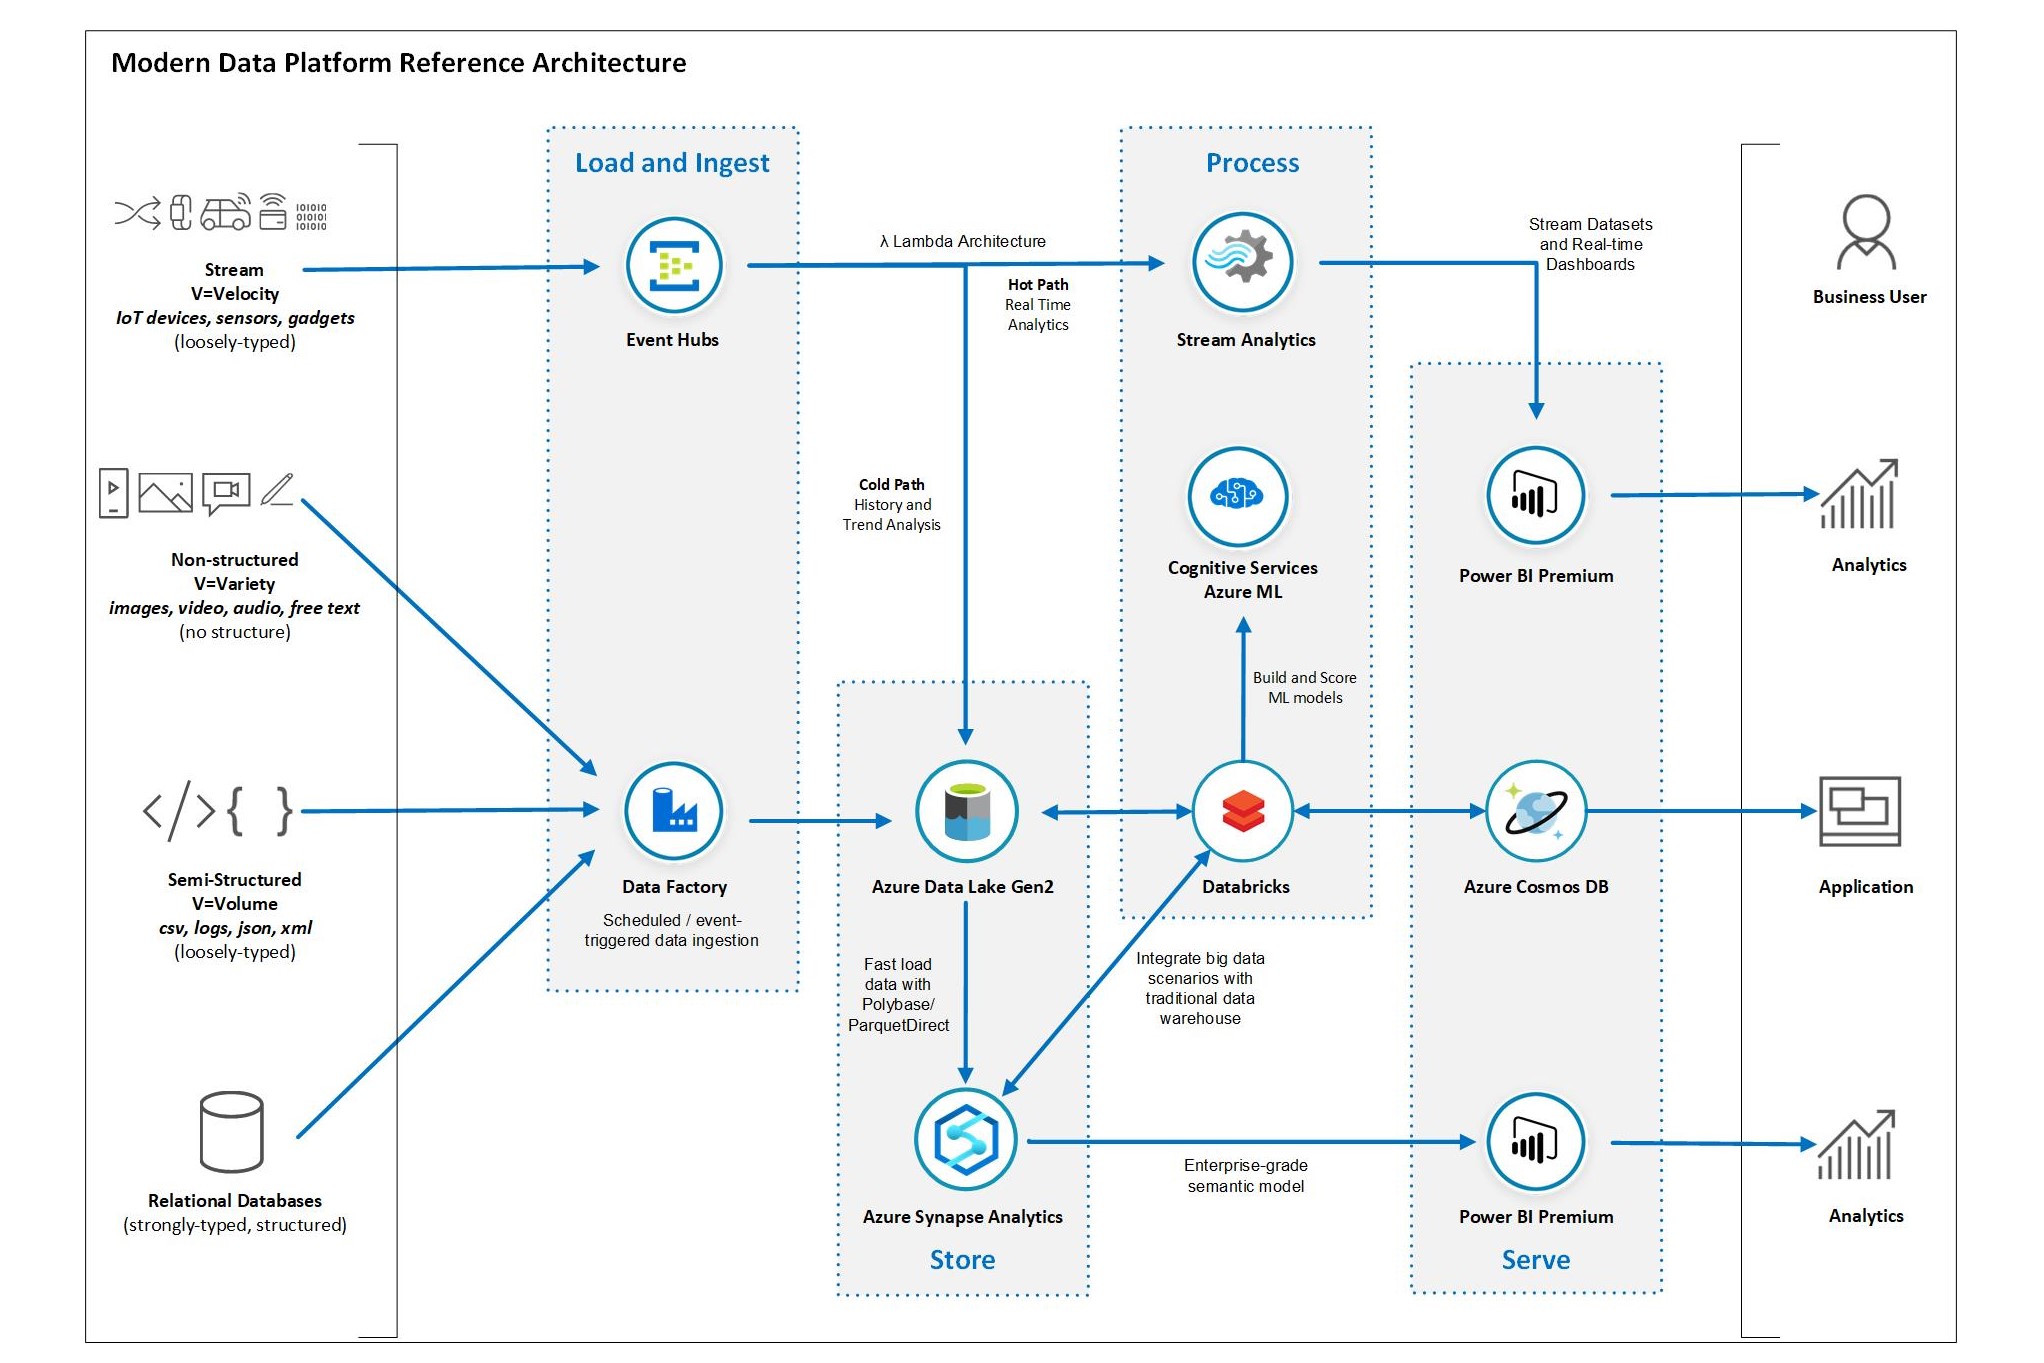 Modern Data Platform Reference Architecture
Stream
V=Velocity
IoT devices, sensors, gadgets
(loosely-typed)
Non-structured
V=Variety
images, video, audio, free text
(no structure)
Semi-Structured
V=Volume
csv, logs, json, xml
(loosely-typed)
Relational Databases
(strongly-typed, structured)
Load and Ingest
Event Hubs
Data Factory
Scheduled / event-
triggered data ingestion
λ Lambda Architecture
Hot Path
Real Time
Analytics
Cold Path
History and
Trend Analysis
Azure Data Lake Gen2
Fast load
data with
Polybase/
ParquetDirect
Azure Synapse Analytics
Store
Process
Stream Analytics
Cognitive Services
Azure ML
Build and Score
ML models
Databricks
Integrate big data
scenarios with
traditional data
warehouse
Enterprise-grade
semantic model
Stream Datasets
and Real-time
Dashboards
Power BI Premium
Azure Cosmos DB
Power BI Premium
Serve
Business User
Analytics
Application
Analytics